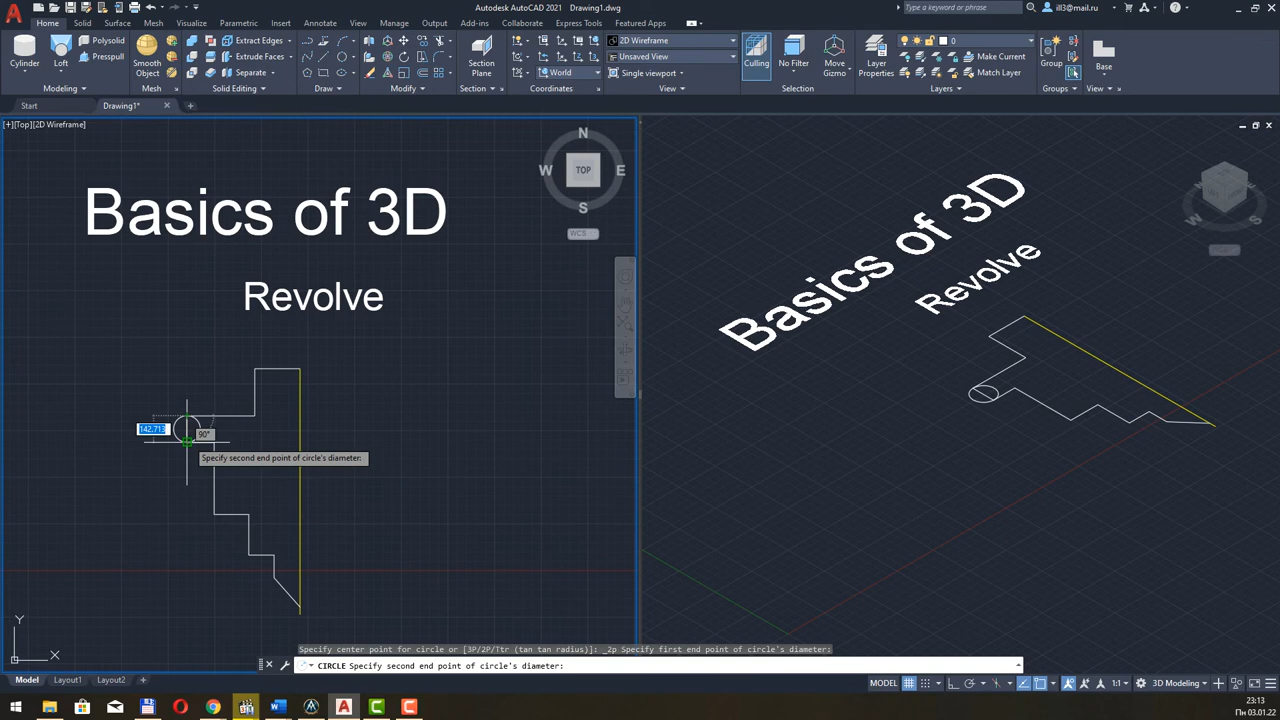 Autodesk AutoCAD 2021 Drawing1.dwg
Type a keyword or phrase
ill3@mail.ru
Home Solid Surface Mesh Visualize Parametric Insert Annotate View Manage Output Add-ins Collaborate Express Tools Featured Apps
Cylinder
Loft
Polysolid
Presspull
Smooth
Object
Extract Edges
Extrude Faces
Separate
Section
Plane
World
2D Wireframe
Unsaved View
Single viewport
Culling
No Filter
Move
Gizmo
Layer
Properties
0
Make Current
Match Layer
Group
Base
Modeling Mesh Solid Editing Draw Modify Section Coordinates View Layers Groups View
Start Drawing1*
[+][Top][2D Wireframe]
N
W TOP E
S
WCS
Basics of 3D
Revolve
142.713
90°
Specify second end point of circle's diameter:
Basics of 3D
Revolve
W S
Y
X
Specify center point for circle or [3P/2P/Ttr (tan tan radius)]: _2p Specify first end point of circle's diameter:
CIRCLE Specify second end point of circle's diameter:
Model Layout1 Layout2
MODEL 1:1 3D Modeling
23:13
Пн 03.01.22